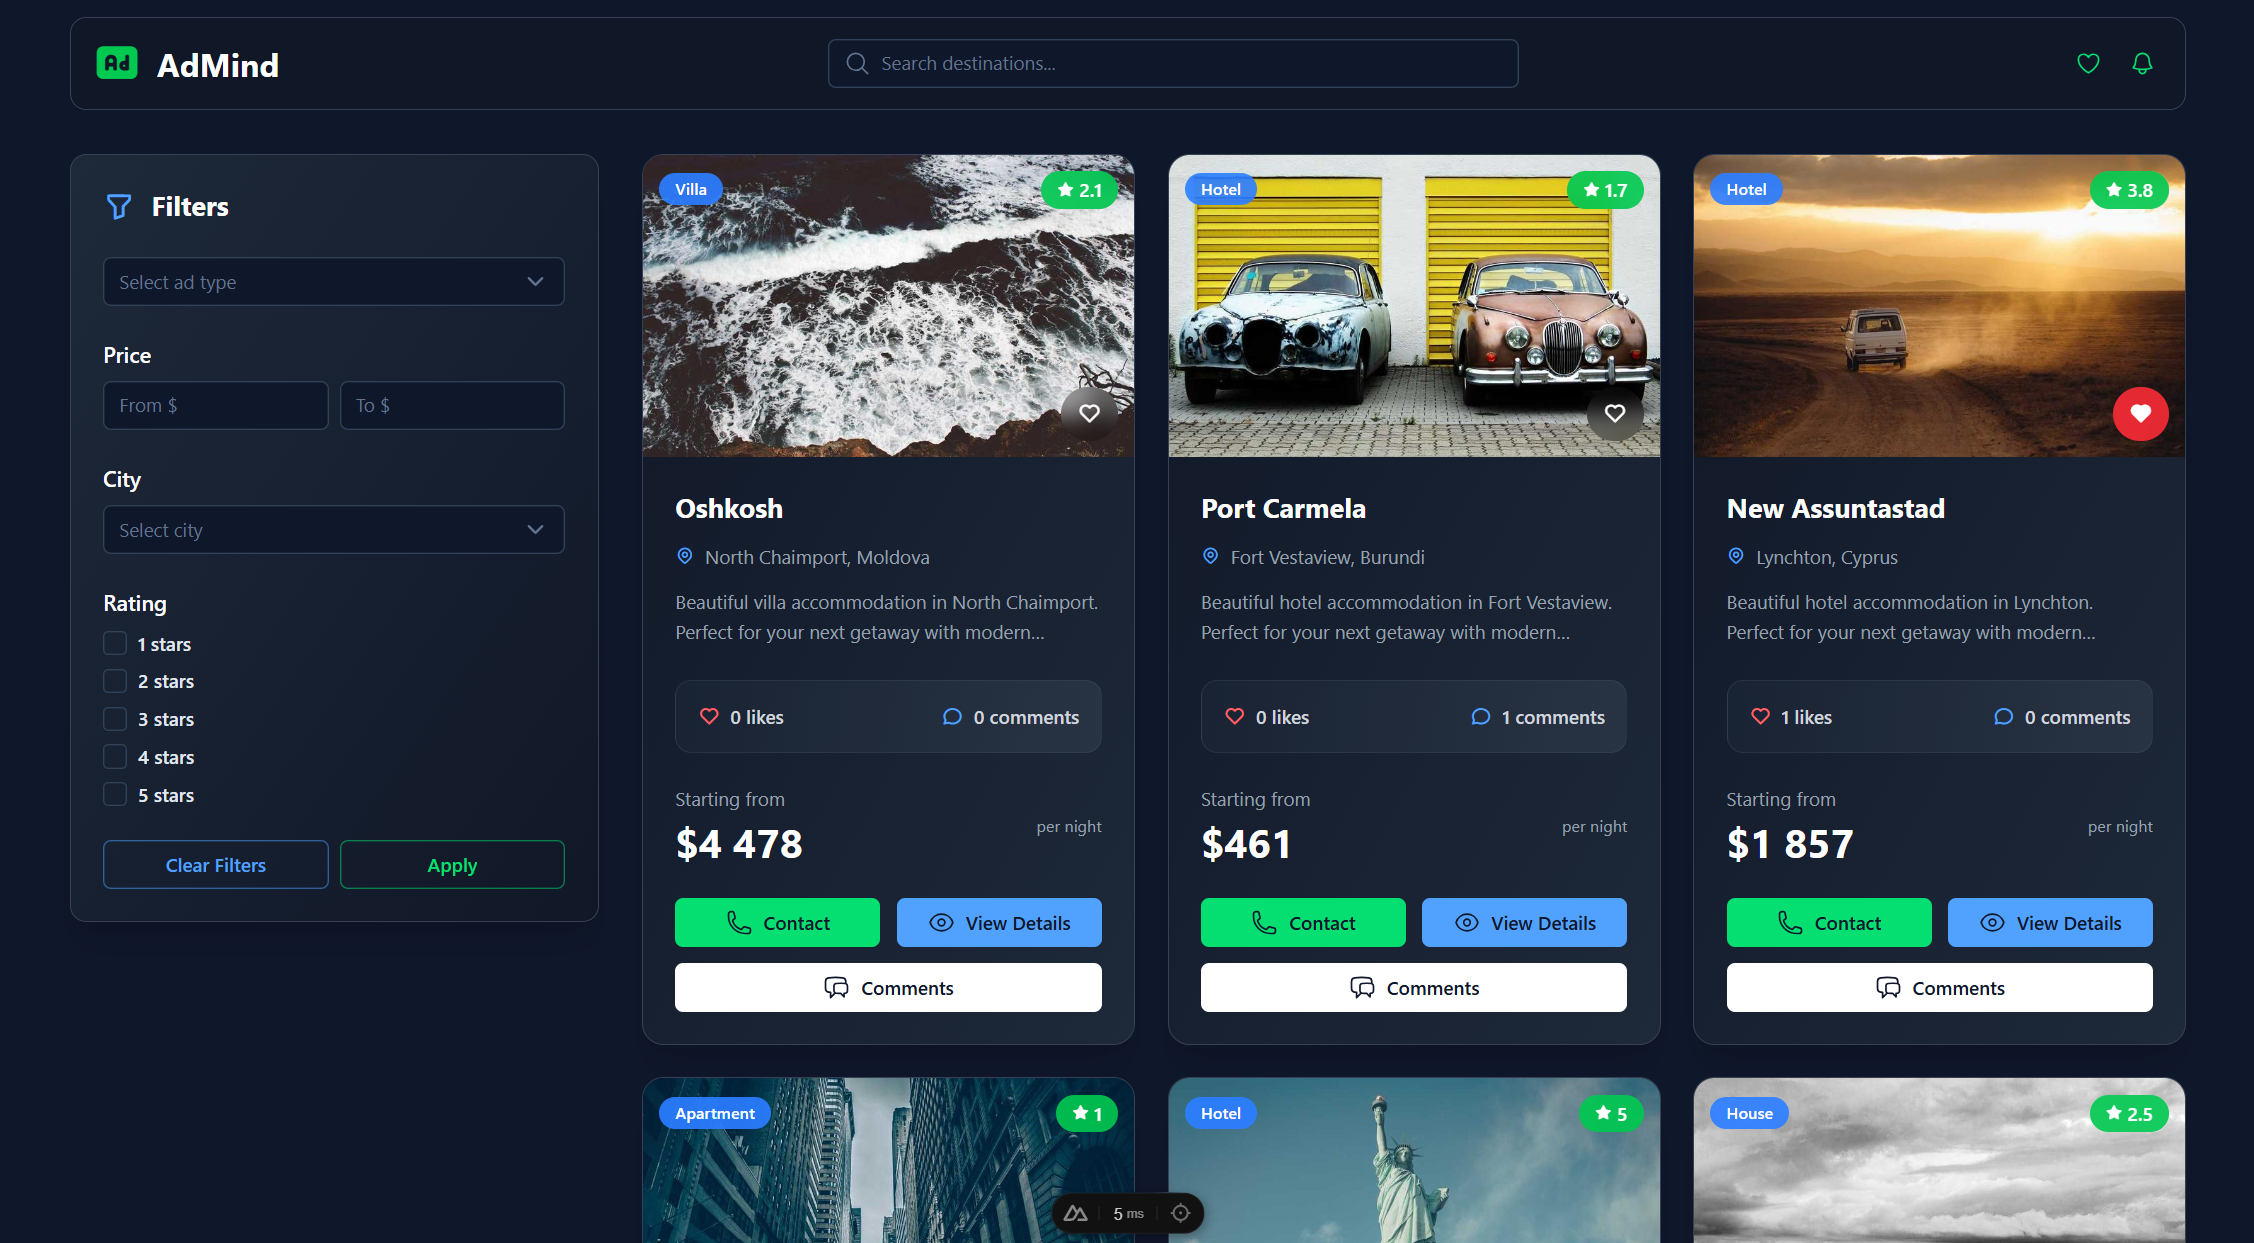 Ad
AdMind
Search destinations...
Filters
Select ad type
Price
From $
To $
City
Select city
Rating
1 stars
2 stars
3 stars
4 stars
5 stars
Clear Filters
Apply
Villa
2.1
Oshkosh
North Chaimport, Moldova
Beautiful villa accommodation in North Chaimport.
Perfect for your next getaway with modern...
0 likes
0 comments
Starting from
$4 478
per night
Contact
View Details
Comments
Hotel
1.7
Port Carmela
Fort Vestaview, Burundi
Beautiful hotel accommodation in Fort Vestaview.
Perfect for your next getaway with modern...
0 likes
1 comments
Starting from
$461
per night
Contact
View Details
Comments
Hotel
3.8
New Assuntastad
Lynchton, Cyprus
Beautiful hotel accommodation in Lynchton.
Perfect for your next getaway with modern...
1 likes
0 comments
Starting from
$1 857
per night
Contact
View Details
Comments
Apartment
1
Hotel
5
House
2.5
5 ms